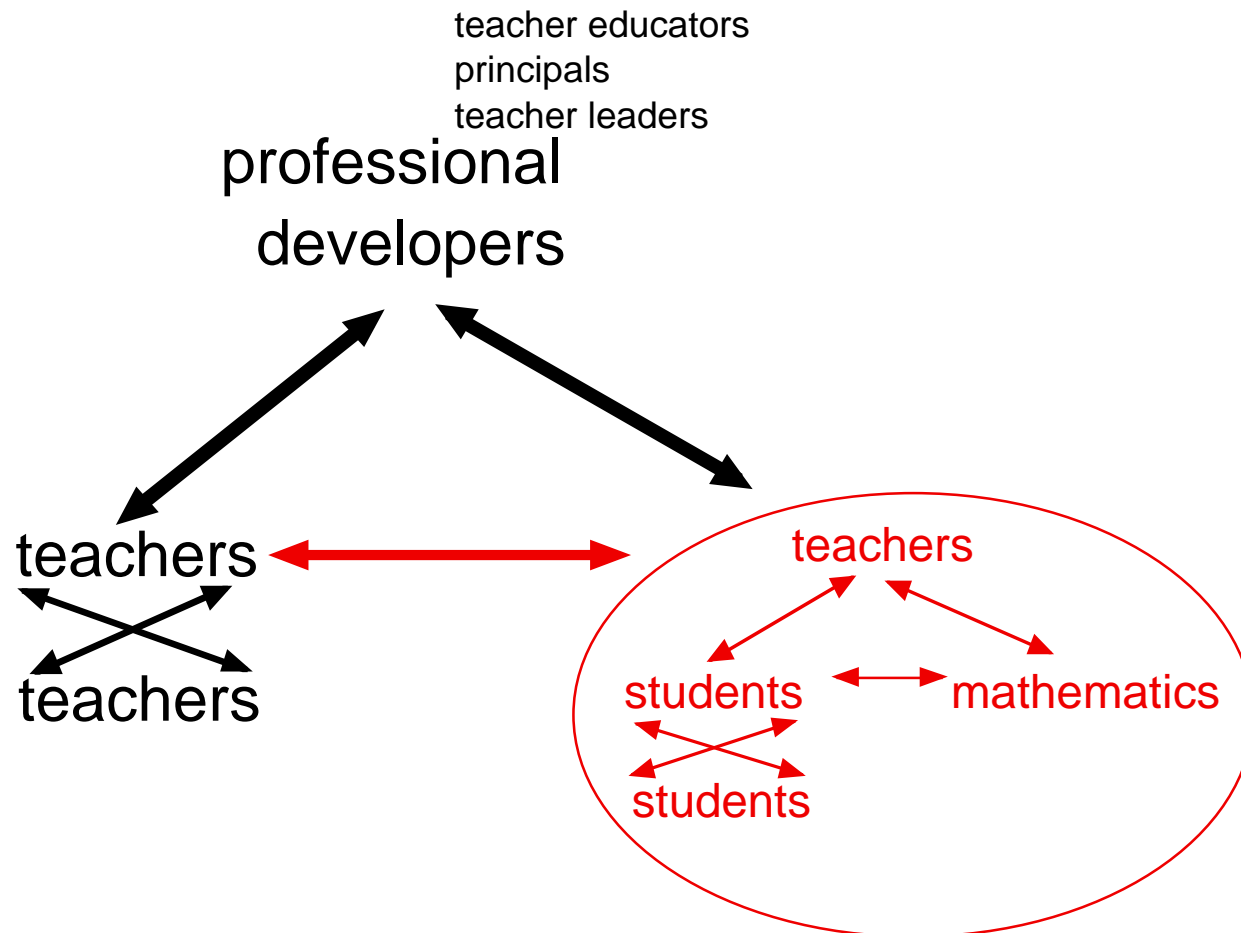 teacher educators
principals
teacher leaders
professional
developers
teachers
teachers
teachers
students
mathematics
students